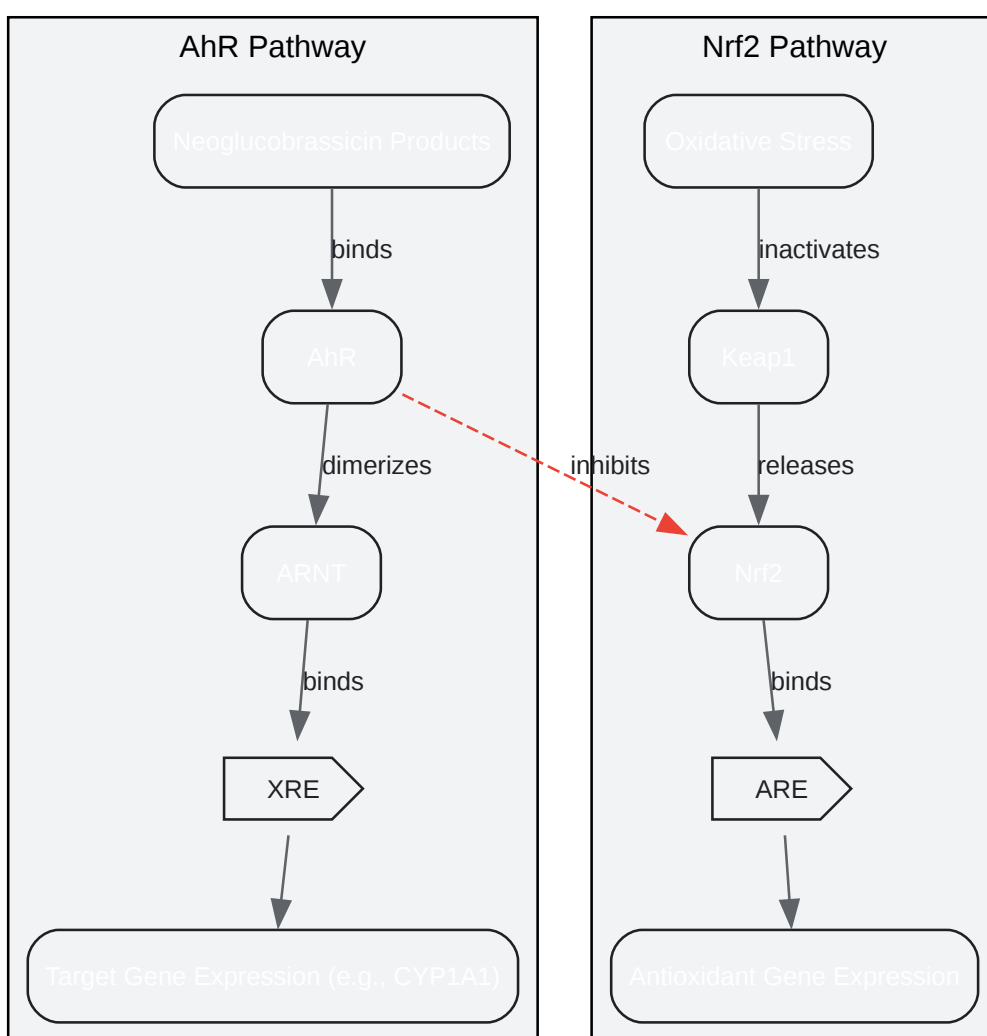 AhR Pathway
Neoglucobrassicin Products
binds
AhR
dimerizes
ARNT
binds
XRE
Target Gene Expression (e.g., CYP1A1)
inhibits
Nrf2 Pathway
Oxidative Stress
inactivates
Keap1
releases
Nrf2
binds
ARE
Antioxidant Gene Expression